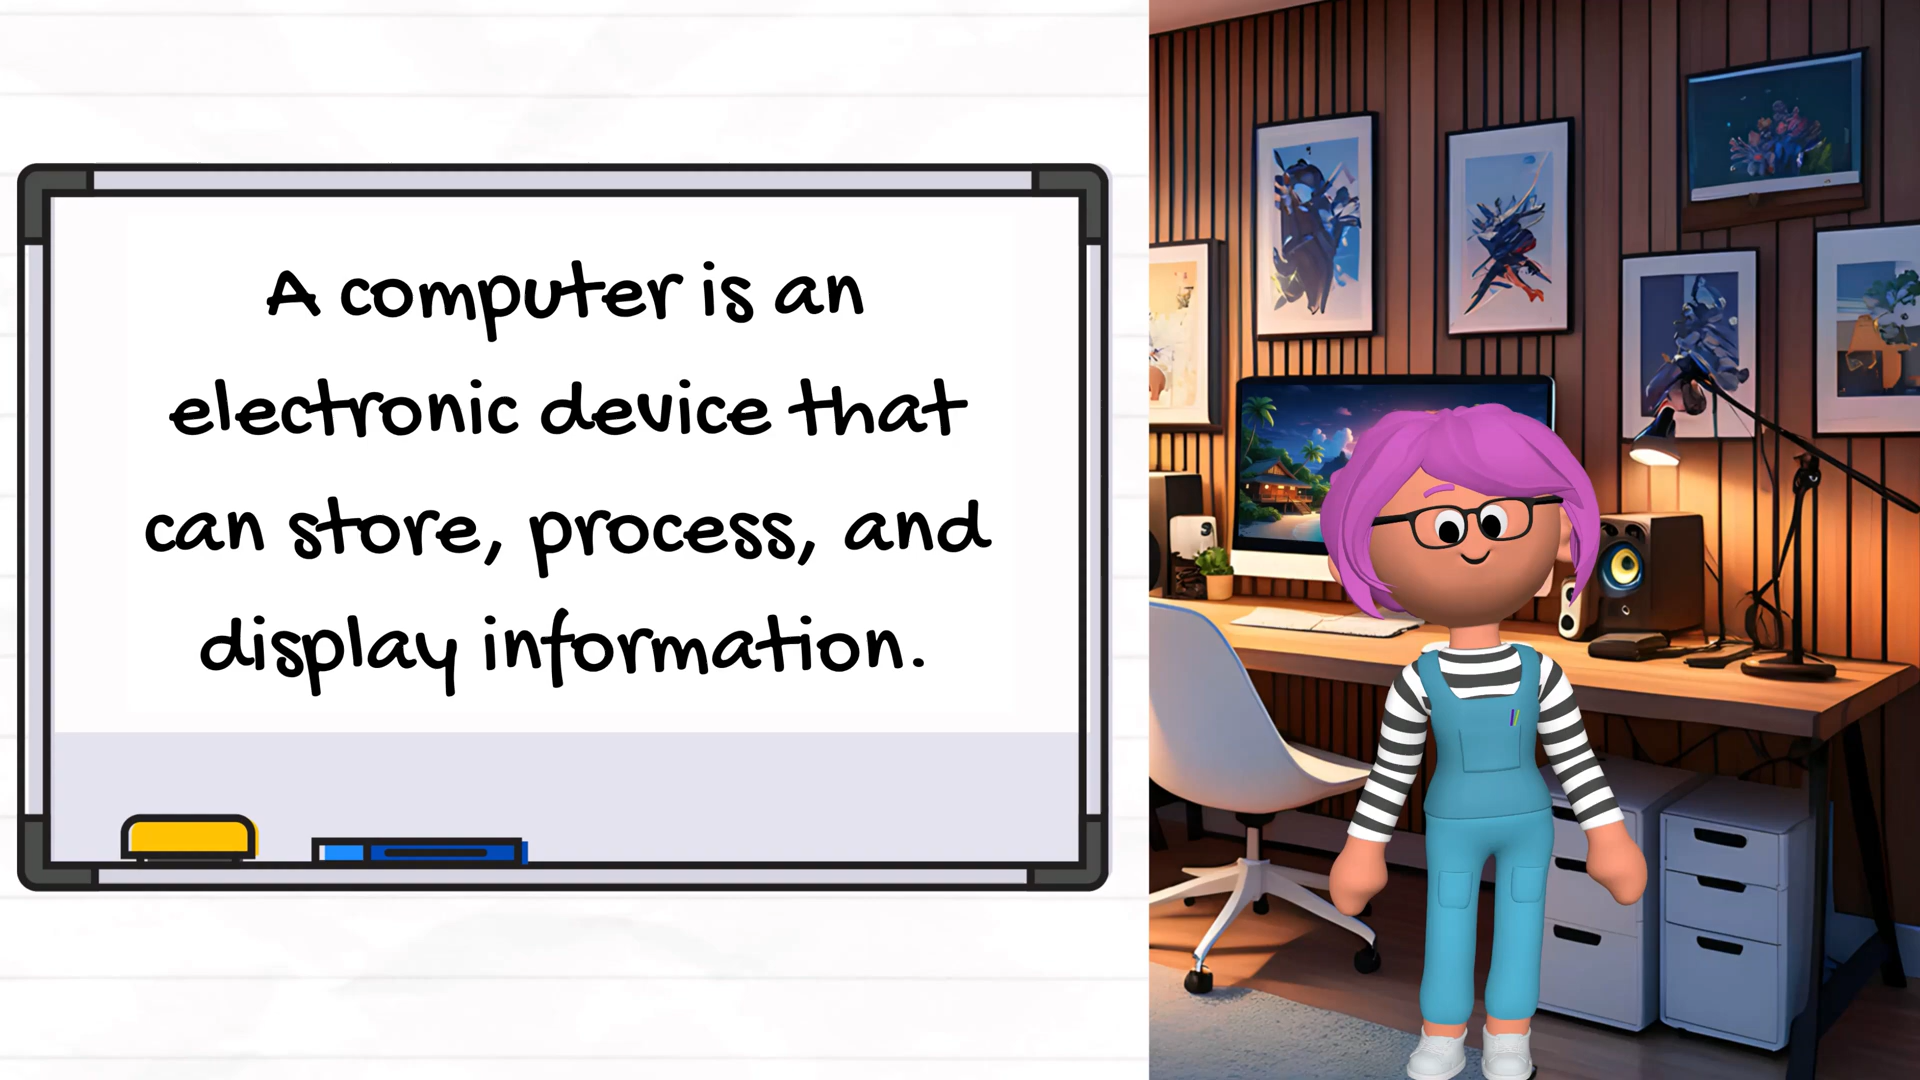 A computer is an
electronic device that
can store, process, and
display information.